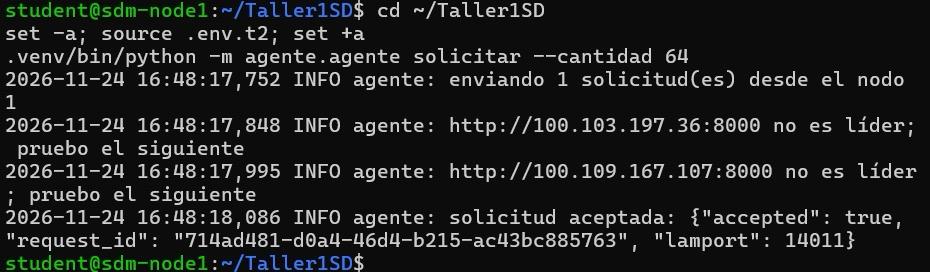 student@sdm-node1:~/Taller1SD$ cd ~/Taller1SD
set -a; source .env.t2; set +a
.venv/bin/python -m agente.agente solicitar --cantidad 64
2026-11-24 16:48:17,752 INFO agente: enviando 1 solicitud(es) desde el nodo
1
2026-11-24 16:48:17,848 INFO agente: http://100.103.197.36:8000 no es líder;
 pruebo el siguiente
2026-11-24 16:48:17,995 INFO agente: http://100.109.167.107:8000 no es líder
; pruebo el siguiente
2026-11-24 16:48:18,086 INFO agente: solicitud aceptada: {"accepted": true,
"request_id": "714ad481-d0a4-46d4-b215-ac43bc885763", "lamport": 14011}
student@sdm-node1:~/Taller1SD$